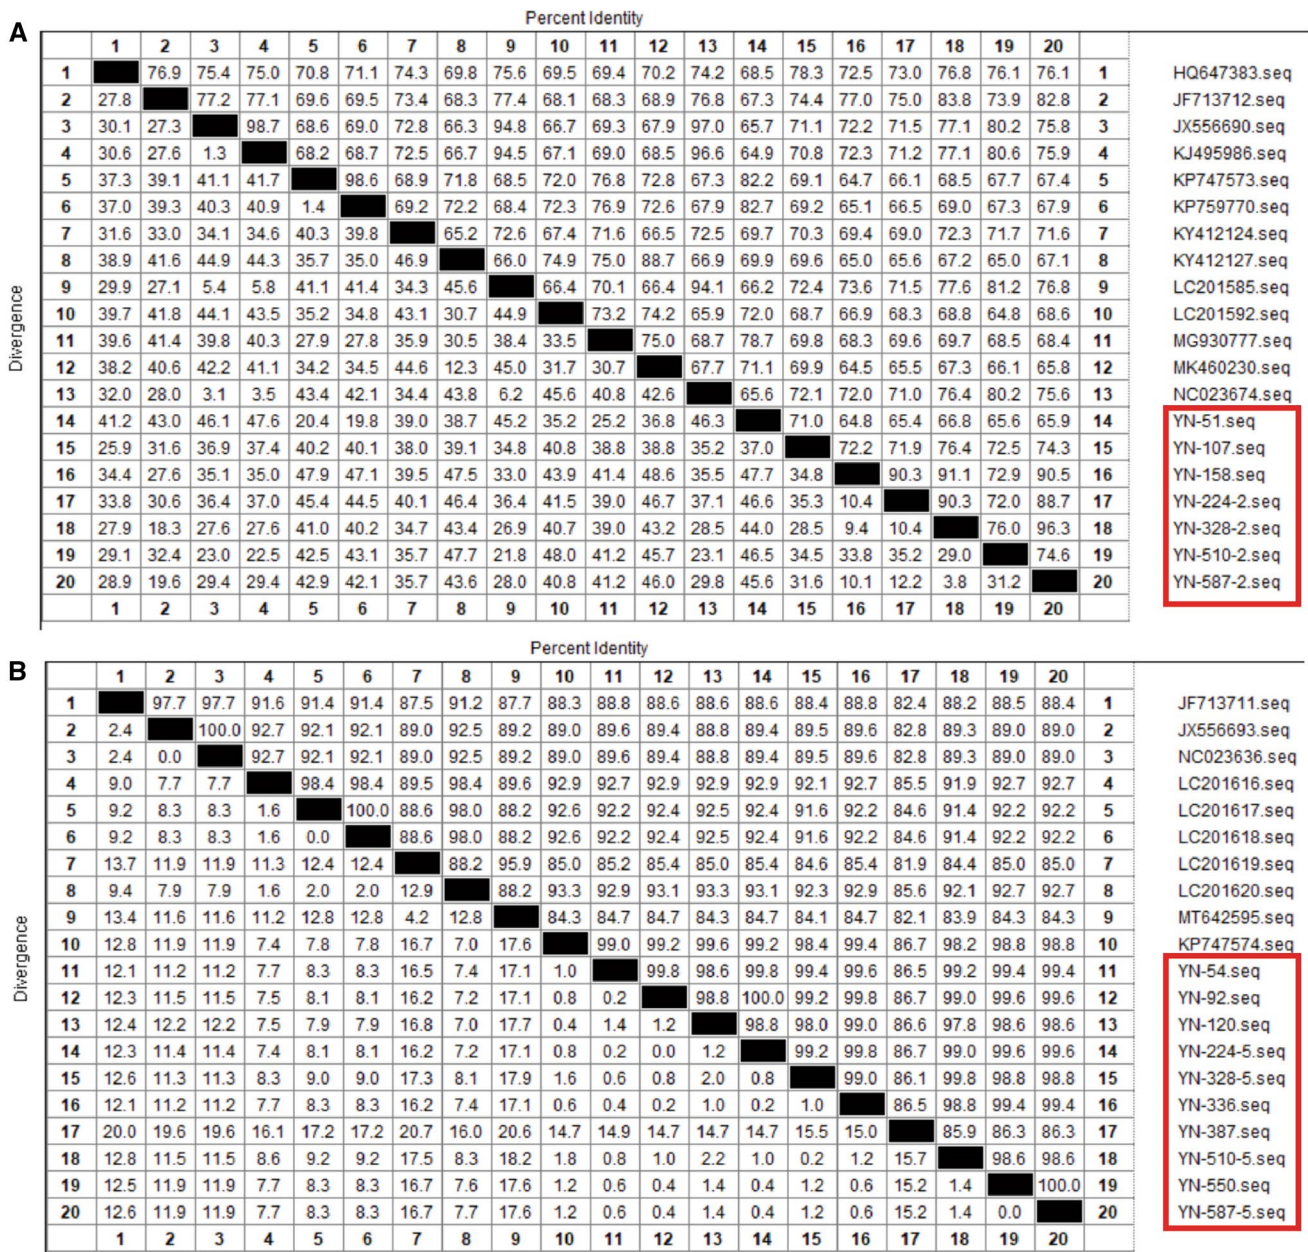 A
Percent Identity
1 2 3 4 5 6 7 8 9 10 11 12 13 14 15 16 17 18 19 20
1 76.9 75.4 75.0 70.8 71.1 74.3 69.8 75.6 69.5 69.4 70.2 74.2 68.5 78.3 72.5 73.0 76.8 76.1 76.1 1 HQ647383.seq
2 27.8 77.2 77.1 69.6 69.5 73.4 68.3 77.4 68.1 68.3 68.9 76.8 67.3 74.4 77.0 75.0 83.8 73.9 82.8 2 JF713712.seq
3 30.1 27.3 98.7 68.6 69.0 72.8 66.3 94.8 66.7 69.3 67.9 97.0 65.7 71.1 72.2 71.5 77.1 80.2 75.8 3 JX556690.seq
4 30.6 27.6 1.3 68.2 68.7 72.5 66.7 94.5 67.1 69.0 68.5 96.6 64.9 70.8 72.3 71.2 77.1 80.6 75.9 4 KJ495986.seq
5 37.3 39.1 41.1 41.7 98.6 68.9 71.8 68.5 72.0 76.8 72.8 67.3 82.2 69.1 64.7 66.1 68.5 67.7 67.4 5 KP747573.seq
6 37.0 39.3 40.3 40.9 1.4 69.2 72.2 68.4 72.3 76.9 72.6 67.9 82.7 69.2 65.1 66.5 69.0 67.3 67.9 6 KP759770.seq
7 31.6 33.0 34.1 34.6 40.3 39.8 65.2 72.6 67.4 71.6 66.5 72.5 69.7 70.3 69.4 69.0 72.3 71.7 71.6 7 KY412124.seq
8 38.9 41.6 44.9 44.3 35.7 35.0 46.9 66.0 74.9 75.0 88.7 66.9 69.9 69.6 65.0 65.6 67.2 65.0 67.1 8 KY412127.seq
9 29.9 27.1 5.4 5.8 41.1 41.4 34.3 45.6 66.4 70.1 66.4 94.1 66.2 72.4 73.6 71.5 77.6 81.2 76.8 9 LC201585.seq
10 39.7 41.8 44.1 43.5 35.2 34.8 43.1 30.7 44.9 73.2 74.2 65.9 72.0 68.7 66.9 68.3 68.8 64.8 68.6 10 LC201592.seq
11 39.6 41.4 39.8 40.3 27.9 27.8 35.9 30.5 38.4 33.5 75.0 68.7 78.7 69.8 68.3 69.6 69.7 68.5 68.4 11 MG930777.seq
12 38.2 40.6 42.2 41.1 34.2 34.5 44.6 12.3 45.0 31.7 30.7 67.7 71.1 69.9 64.5 65.5 67.3 66.1 65.8 12 MK460230.seq
13 32.0 28.0 3.1 3.5 43.4 42.1 34.4 43.8 6.2 45.6 40.8 42.6 65.6 72.1 72.0 71.0 76.4 80.2 75.6 13 NC023674.seq
14 41.2 43.0 46.1 47.6 20.4 19.8 39.0 38.7 45.2 35.2 25.2 36.8 46.3 71.0 64.8 65.4 66.8 65.6 65.9 14 YN-51.seq
15 25.9 31.6 36.9 37.4 40.2 40.1 38.0 39.1 34.8 40.8 38.8 38.8 35.2 37.0 72.2 71.9 76.4 72.5 74.3 15 YN-107.seq
16 34.4 27.6 35.1 35.0 47.9 47.1 39.5 47.5 33.0 43.9 41.4 48.6 35.5 47.7 34.8 90.3 91.1 72.9 90.5 16 YN-158.seq
17 33.8 30.6 36.4 37.0 45.4 44.5 40.1 46.4 36.4 41.5 39.0 46.7 37.1 46.6 35.3 10.4 90.3 72.0 88.7 17 YN-224-2.seq
18 27.9 18.3 27.6 27.6 41.0 40.2 34.7 43.4 26.9 40.7 39.0 43.2 28.5 44.0 28.5 9.4 10.4 76.0 96.3 18 YN-328-2.seq
19 29.1 32.4 23.0 22.5 42.5 43.1 35.7 47.7 21.8 48.0 41.2 45.7 23.1 46.5 34.5 33.8 35.2 29.0 74.6 19 YN-510-2.seq
20 28.9 19.6 29.4 29.4 42.9 42.1 35.7 43.6 28.0 40.8 41.2 46.0 29.8 45.6 31.6 10.1 12.2 3.8 31.2 20 YN-587-2.seq
1 2 3 4 5 6 7 8 9 10 11 12 13 14 15 16 17 18 19 20
Divergence
B
Percent Identity
1 2 3 4 5 6 7 8 9 10 11 12 13 14 15 16 17 18 19 20
1 97.7 97.7 91.6 91.4 91.4 87.5 91.2 87.7 88.3 88.8 88.6 88.6 88.6 88.4 88.8 82.4 88.2 88.5 88.4 1 JF713711.seq
2 2.4 100.0 92.7 92.1 92.1 89.0 92.5 89.2 89.0 89.6 89.4 88.8 89.4 89.5 89.6 82.8 89.3 89.0 89.0 2 JX556693.seq
3 2.4 0.0 92.7 92.1 92.1 89.0 92.5 89.2 89.0 89.6 89.4 88.8 89.4 89.5 89.6 82.8 89.3 89.0 89.0 3 NC023636.seq
4 9.0 7.7 7.7 98.4 98.4 89.5 98.4 89.6 92.9 92.7 92.9 92.9 92.9 92.1 92.7 85.5 91.9 92.7 92.7 4 LC201616.seq
5 9.2 8.3 8.3 1.6 100.0 88.6 98.0 88.2 92.6 92.2 92.4 92.5 92.4 91.6 92.2 84.6 91.4 92.2 92.2 5 LC201617.seq
6 9.2 8.3 8.3 1.6 0.0 88.6 98.0 88.2 92.6 92.2 92.4 92.5 92.4 91.6 92.2 84.6 91.4 92.2 92.2 6 LC201618.seq
7 13.7 11.9 11.9 11.3 12.4 12.4 88.2 95.9 85.0 85.2 85.4 85.0 85.4 84.6 85.4 81.9 84.4 85.0 85.0 7 LC201619.seq
8 9.4 7.9 7.9 1.6 2.0 2.0 12.9 88.2 93.3 92.9 93.1 93.3 93.1 92.3 92.9 85.6 92.1 92.7 92.7 8 LC201620.seq
9 13.4 11.6 11.6 11.2 12.8 12.8 4.2 12.8 84.3 84.7 84.7 84.3 84.7 84.1 84.7 82.1 83.9 84.3 84.3 9 MT642595.seq
10 12.8 11.9 11.9 7.4 7.8 7.8 16.7 7.0 17.6 99.0 99.2 99.6 99.2 98.4 99.4 86.7 98.2 98.8 98.8 10 KP747574.seq
11 12.1 11.2 11.2 7.7 8.3 8.3 16.5 7.4 17.1 1.0 99.8 98.6 99.8 99.4 99.6 86.5 99.2 99.4 99.4 11 YN-54.seq
12 12.3 11.5 11.5 7.5 8.1 8.1 16.2 7.2 17.1 0.8 0.2 98.8 100.0 99.2 99.8 86.7 99.0 99.6 99.6 12 YN-92.seq
13 12.4 12.2 12.2 7.5 7.9 7.9 16.8 7.0 17.7 0.4 1.4 1.2 98.8 98.0 99.0 86.6 97.8 98.6 98.6 13 YN-120.seq
14 12.3 11.4 11.4 7.4 8.1 8.1 16.2 7.2 17.1 0.8 0.2 0.0 1.2 99.2 99.8 86.7 99.0 99.6 99.6 14 YN-224-5.seq
15 12.6 11.3 11.3 8.3 9.0 9.0 17.3 8.1 17.9 1.6 0.6 0.8 2.0 0.8 99.0 86.1 99.8 98.8 98.8 15 YN-328-5.seq
16 12.1 11.2 11.2 7.7 8.3 8.3 16.2 7.4 17.1 0.6 0.4 0.2 1.0 0.2 1.0 86.5 98.8 99.4 99.4 16 YN-336.seq
17 20.0 19.6 19.6 16.1 17.2 17.2 20.7 16.0 20.6 14.7 14.9 14.7 14.7 14.7 15.5 15.0 85.9 86.3 86.3 17 YN-387.seq
18 12.8 11.5 11.5 8.6 9.2 9.2 17.5 8.3 18.2 1.8 0.8 1.0 2.2 1.0 0.2 1.2 15.7 98.6 98.6 18 YN-510-5.seq
19 12.5 11.9 11.9 7.7 8.3 8.3 16.7 7.6 17.6 1.2 0.6 0.4 1.4 0.4 1.2 0.6 15.2 1.4 100.0 19 YN-550.seq
20 12.6 11.9 11.9 7.7 8.3 8.3 16.7 7.7 17.6 1.2 0.6 0.4 1.4 0.4 1.2 0.6 15.2 1.4 0.0 20 YN-587-5.seq
1 2 3 4 5 6 7 8 9 10 11 12 13 14 15 16 17 18 19 20
Divergence